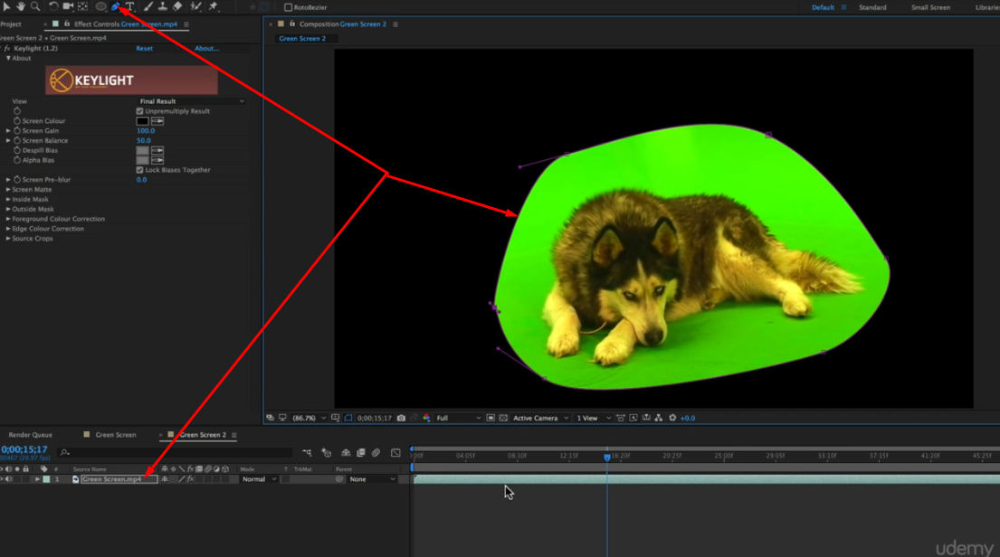 RotoBezier
Default
Standard
Small Screen
Librarie
Project
Effect Controls Green Screen.mp4
Composition Green Screen 2
reen Screen 2 • Green Screen.mp4
Green Screen 2
fx Keylight (1.2)
Reset
About...
About
KEYLIGHT
View
Final Result
Unpremultiply Result
Screen Colour
Screen Gain
100.0
Screen Balance
50.0
Despill Bias
Alpha Bias
Lock Biases Together
Screen Pre-blur
0.0
Screen Matte
Inside Mask
Outside Mask
Foreground Colour Correction
Edge Colour Correction
Source Crops
(86.7%)
0;00;15;17
Full
Active Camera
1 View
+0.0
Render Queue
Green Screen
Green Screen 2
0;00;15;17
00467 (29.97 fps)
:00F
04:05F
08:10F
12:15F
16:20F
20:25F
25:00F
29:05F
33:10F
37:15F
41:20F
45:25F
#
Source Name
Mode
T
TrkMat
Parent
1
Green Screen.mp4
Normal
None
udemy